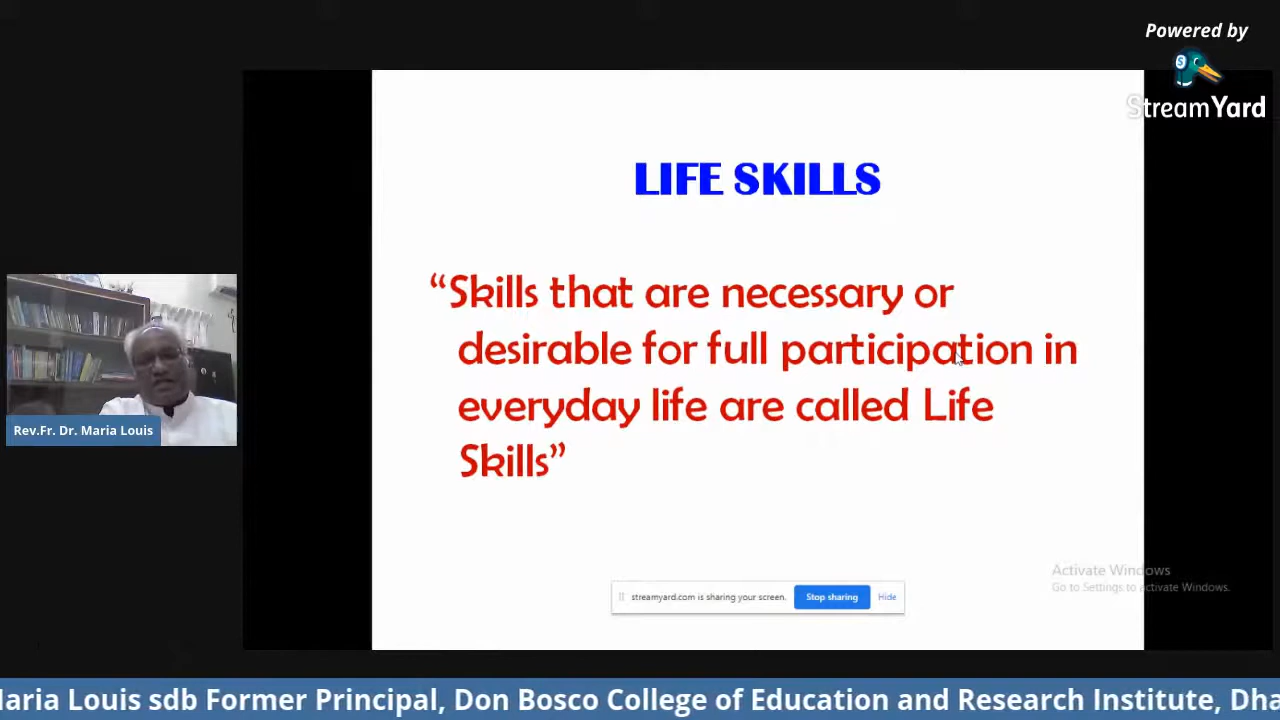 Powered by
StreamYard
LIFE SKILLS
“Skills that are necessary or
desirable for full participation in
everyday life are called Life
Skills”
Rev.Fr. Dr. Maria Louis
Activate Windows
Go to Settings to activate Windows.
streamyard.com is sharing your screen.
Stop sharing
Hide
Maria Louis sdb Former Principal, Don Bosco College of Education and Research Institute, Dha